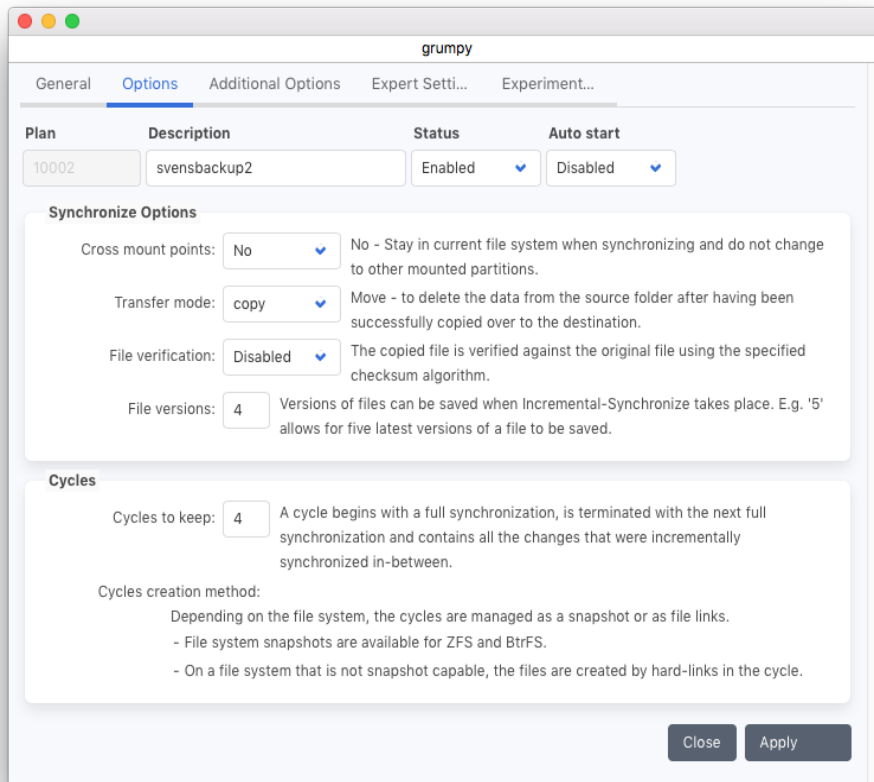 grumpy
General Options Additional Options Expert Setti... Experiment...
Plan Description Status Auto start
10002 svensbackup2 Enabled Disabled
Synchronize Options
Cross mount points: No No - Stay in current file system when synchronizing and do not change
to other mounted partitions.
Transfer mode: copy Move - to delete the data from the source folder after having been
successfully copied over to the destination.
File verification: Disabled The copied file is verified against the original file using the specified
checksum algorithm.
File versions: 4 Versions of files can be saved when Incremental-Synchronize takes place. E.g. '5'
allows for five latest versions of a file to be saved.
Cycles
Cycles to keep: 4 A cycle begins with a full synchronization, is terminated with the next full
synchronization and contains all the changes that were incrementally
synchronized in-between.
Cycles creation method:
Depending on the file system, the cycles are managed as a snapshot or as file links.
- File system snapshots are available for ZFS and BtrFS.
- On a file system that is not snapshot capable, the files are created by hard-links in the cycle.
Close Apply